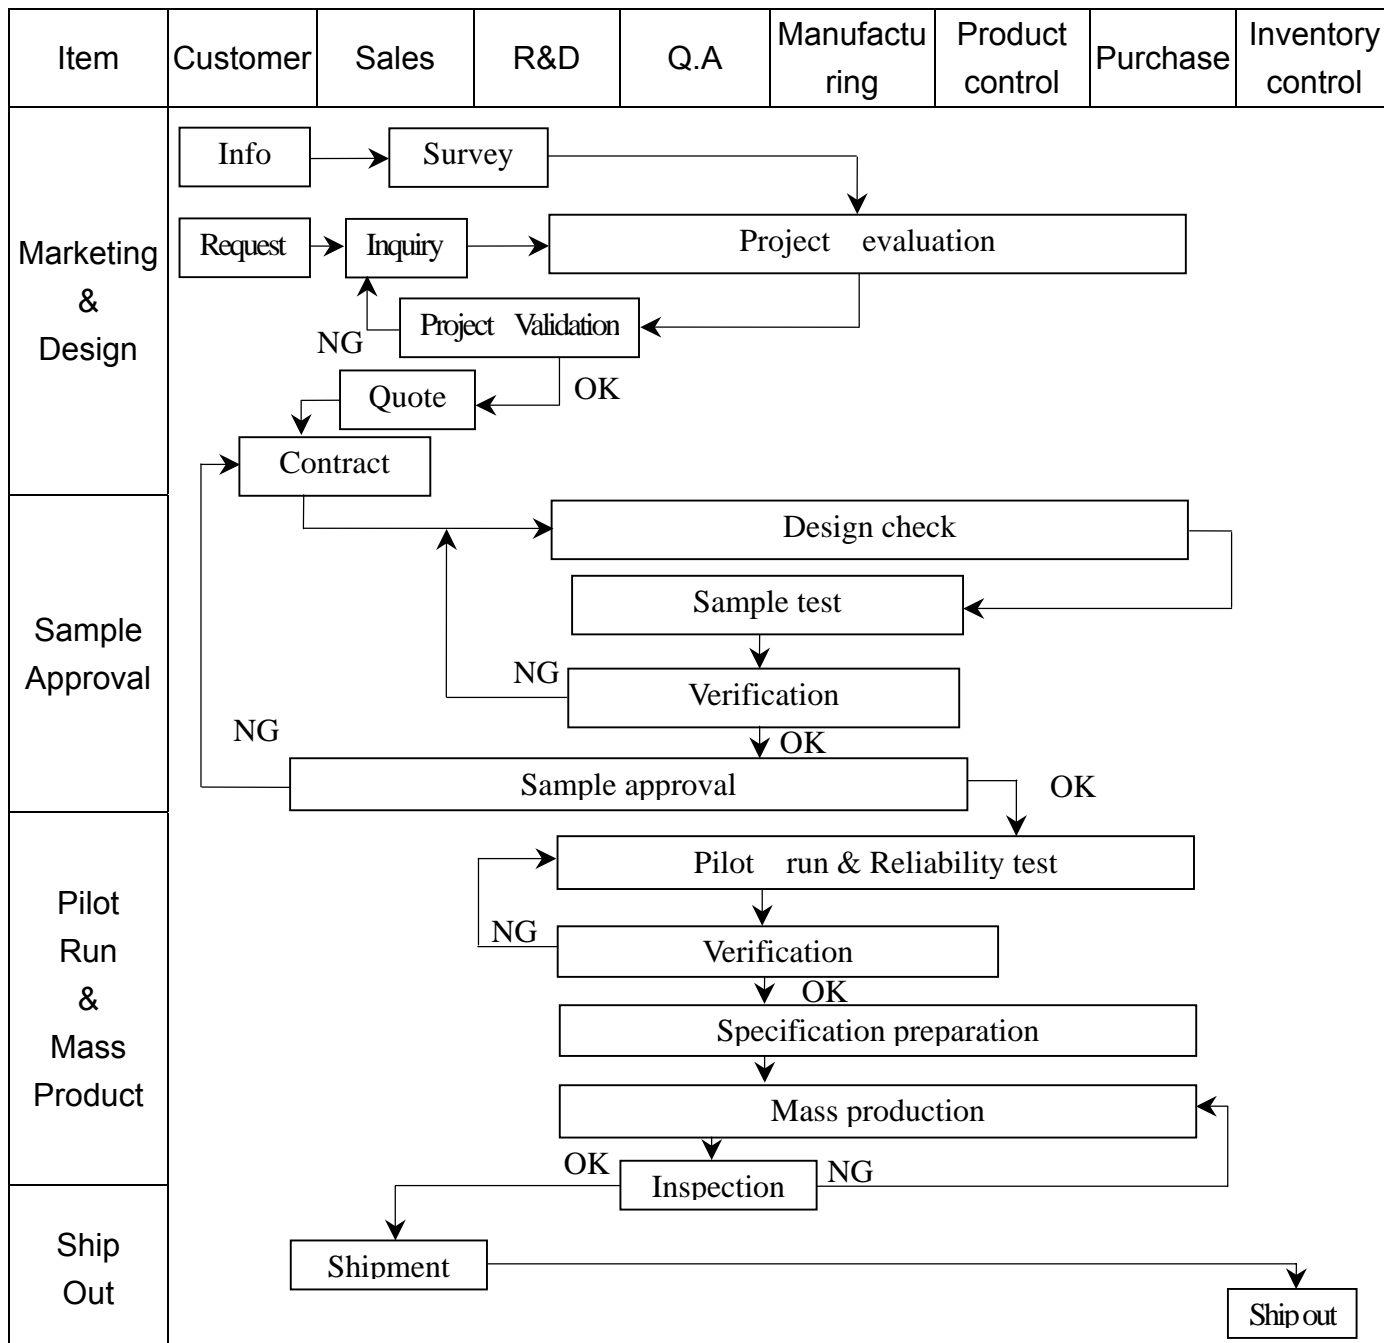 Item
Customer
Sales
R&D
Q.A
Manufactu
ring
Product
control
Purchase
Inventory
control
Marketing
&
Design
Info
Survey
Request
Inquiry
Project evaluation
Project Validation
NG
OK
Quote
Contract
Sample
Approval
Design check
Sample test
NG
Verification
NG
OK
Sample approval
OK
Pilot
Run
&
Mass
Product
Pilot run & Reliability test
NG
Verification
OK
Specification preparation
Mass production
OK
Inspection
NG
Ship
Out
Shipment
Ship out